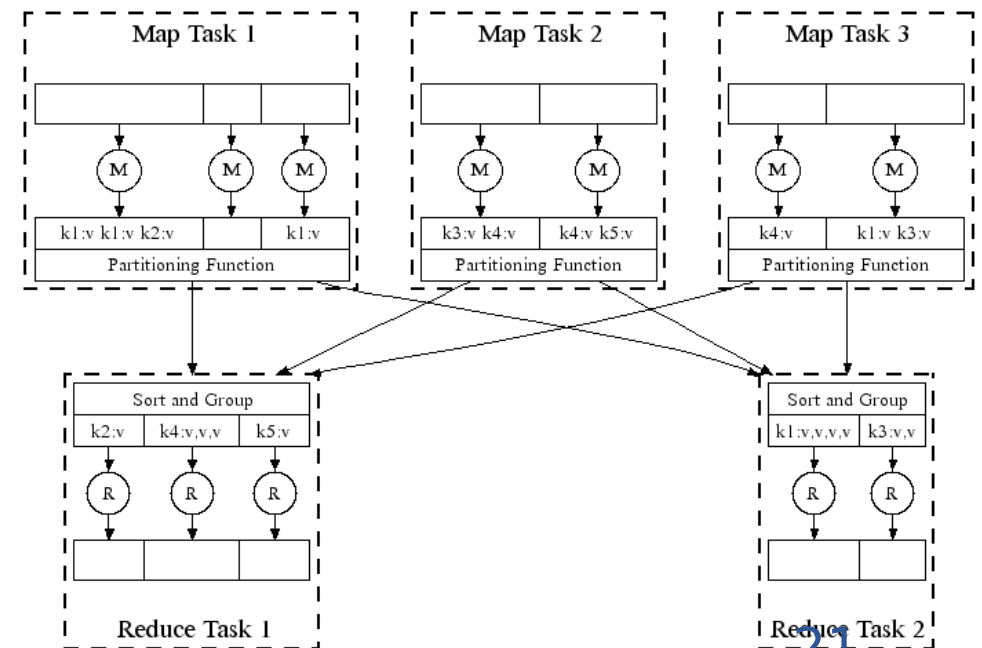 Map Task 1
Map Task 2
Map Task 3
M
M
M
M
M
M
M
k1:v k1:v k2:v
k1:v
k3:v k4:v
k4:v k5:v
k4:v
k1:v k3:v
Partitioning Function
Partitioning Function
Partitioning Function
Sort and Group
k2:v
k4:v,v,v
k5:v
R
R
R
Reduce Task 1
Sort and Group
k1:v,v,v,v
k3:v,v
R
R
Reduce Task 2
21